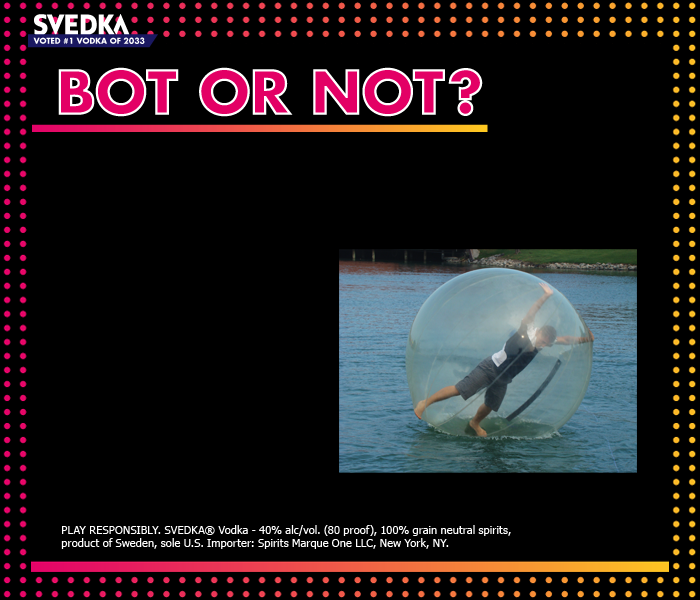 SVEDKA
VOTED #1 VODKA OF 2033
BOT OR NOT?
PLAY RESPONSIBLY. SVEDKA® Vodka - 40% alc/vol. (80 proof), 100% grain neutral spirits,
product of Sweden, sole U.S. Importer: Spirits Marque One LLC, New York, NY.